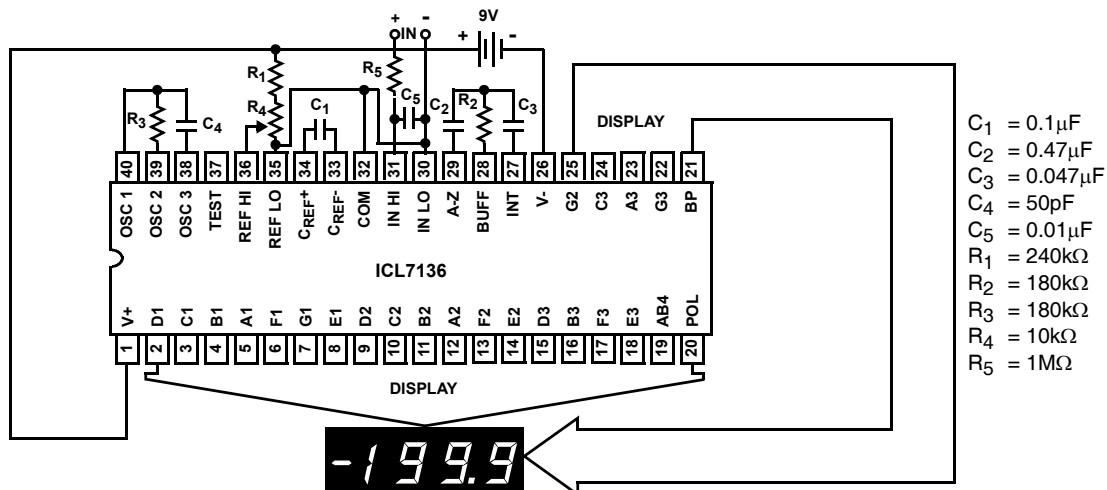 + IN -
+ 9V -
R1
R5
R4
C5
C1
R3
C4
C2
R2
C3
DISPLAY
40 39 38 37 36 35 34 33 32 31 30 29 28 27 26 25 24 23 22 21
OSC 1 OSC 2 OSC 3 TEST REF HI REF LO CREF+ CREF- COM IN HI IN LO A-Z BUFF INT V- G2 C3 A3 G3 BP
ICL7136
V+ D1 C1 B1 A1 F1 G1 E1 D2 C2 B2 A2 F2 E2 D3 B3 F3 E3 AB4 POL
1 2 3 4 5 6 7 8 9 10 11 12 13 14 15 16 17 18 19 20
DISPLAY
-199.9
C1 = 0.1μF
C2 = 0.47μF
C3 = 0.047μF
C4 = 50pF
C5 = 0.01μF
R1 = 240kΩ
R2 = 180kΩ
R3 = 180kΩ
R4 = 10kΩ
R5 = 1MΩ